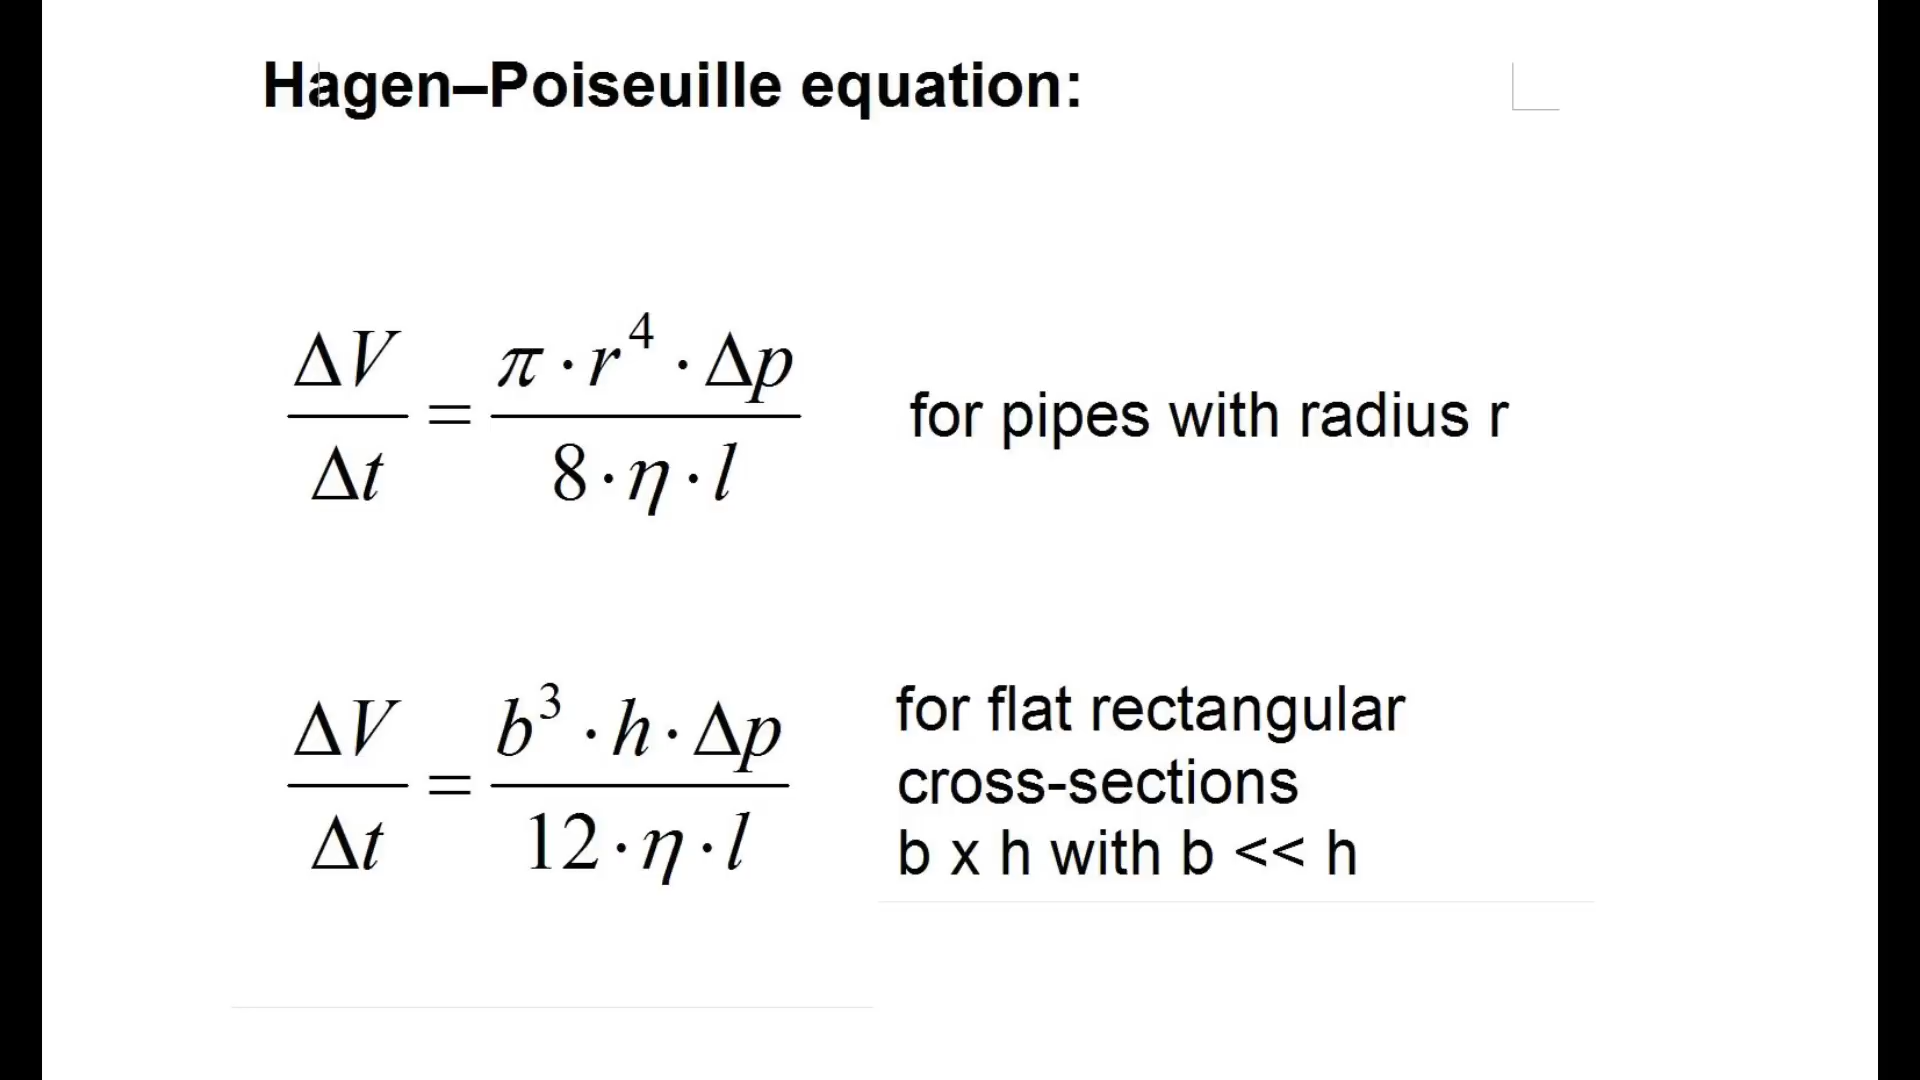 Hagen–Poiseuille equation:
ΔV/Δt = π · r⁴ · Δp / 8 · η · l
for pipes with radius r
ΔV/Δt = b³ · h · Δp / 12 · η · l
for flat rectangular
cross-sections
b x h with b << h